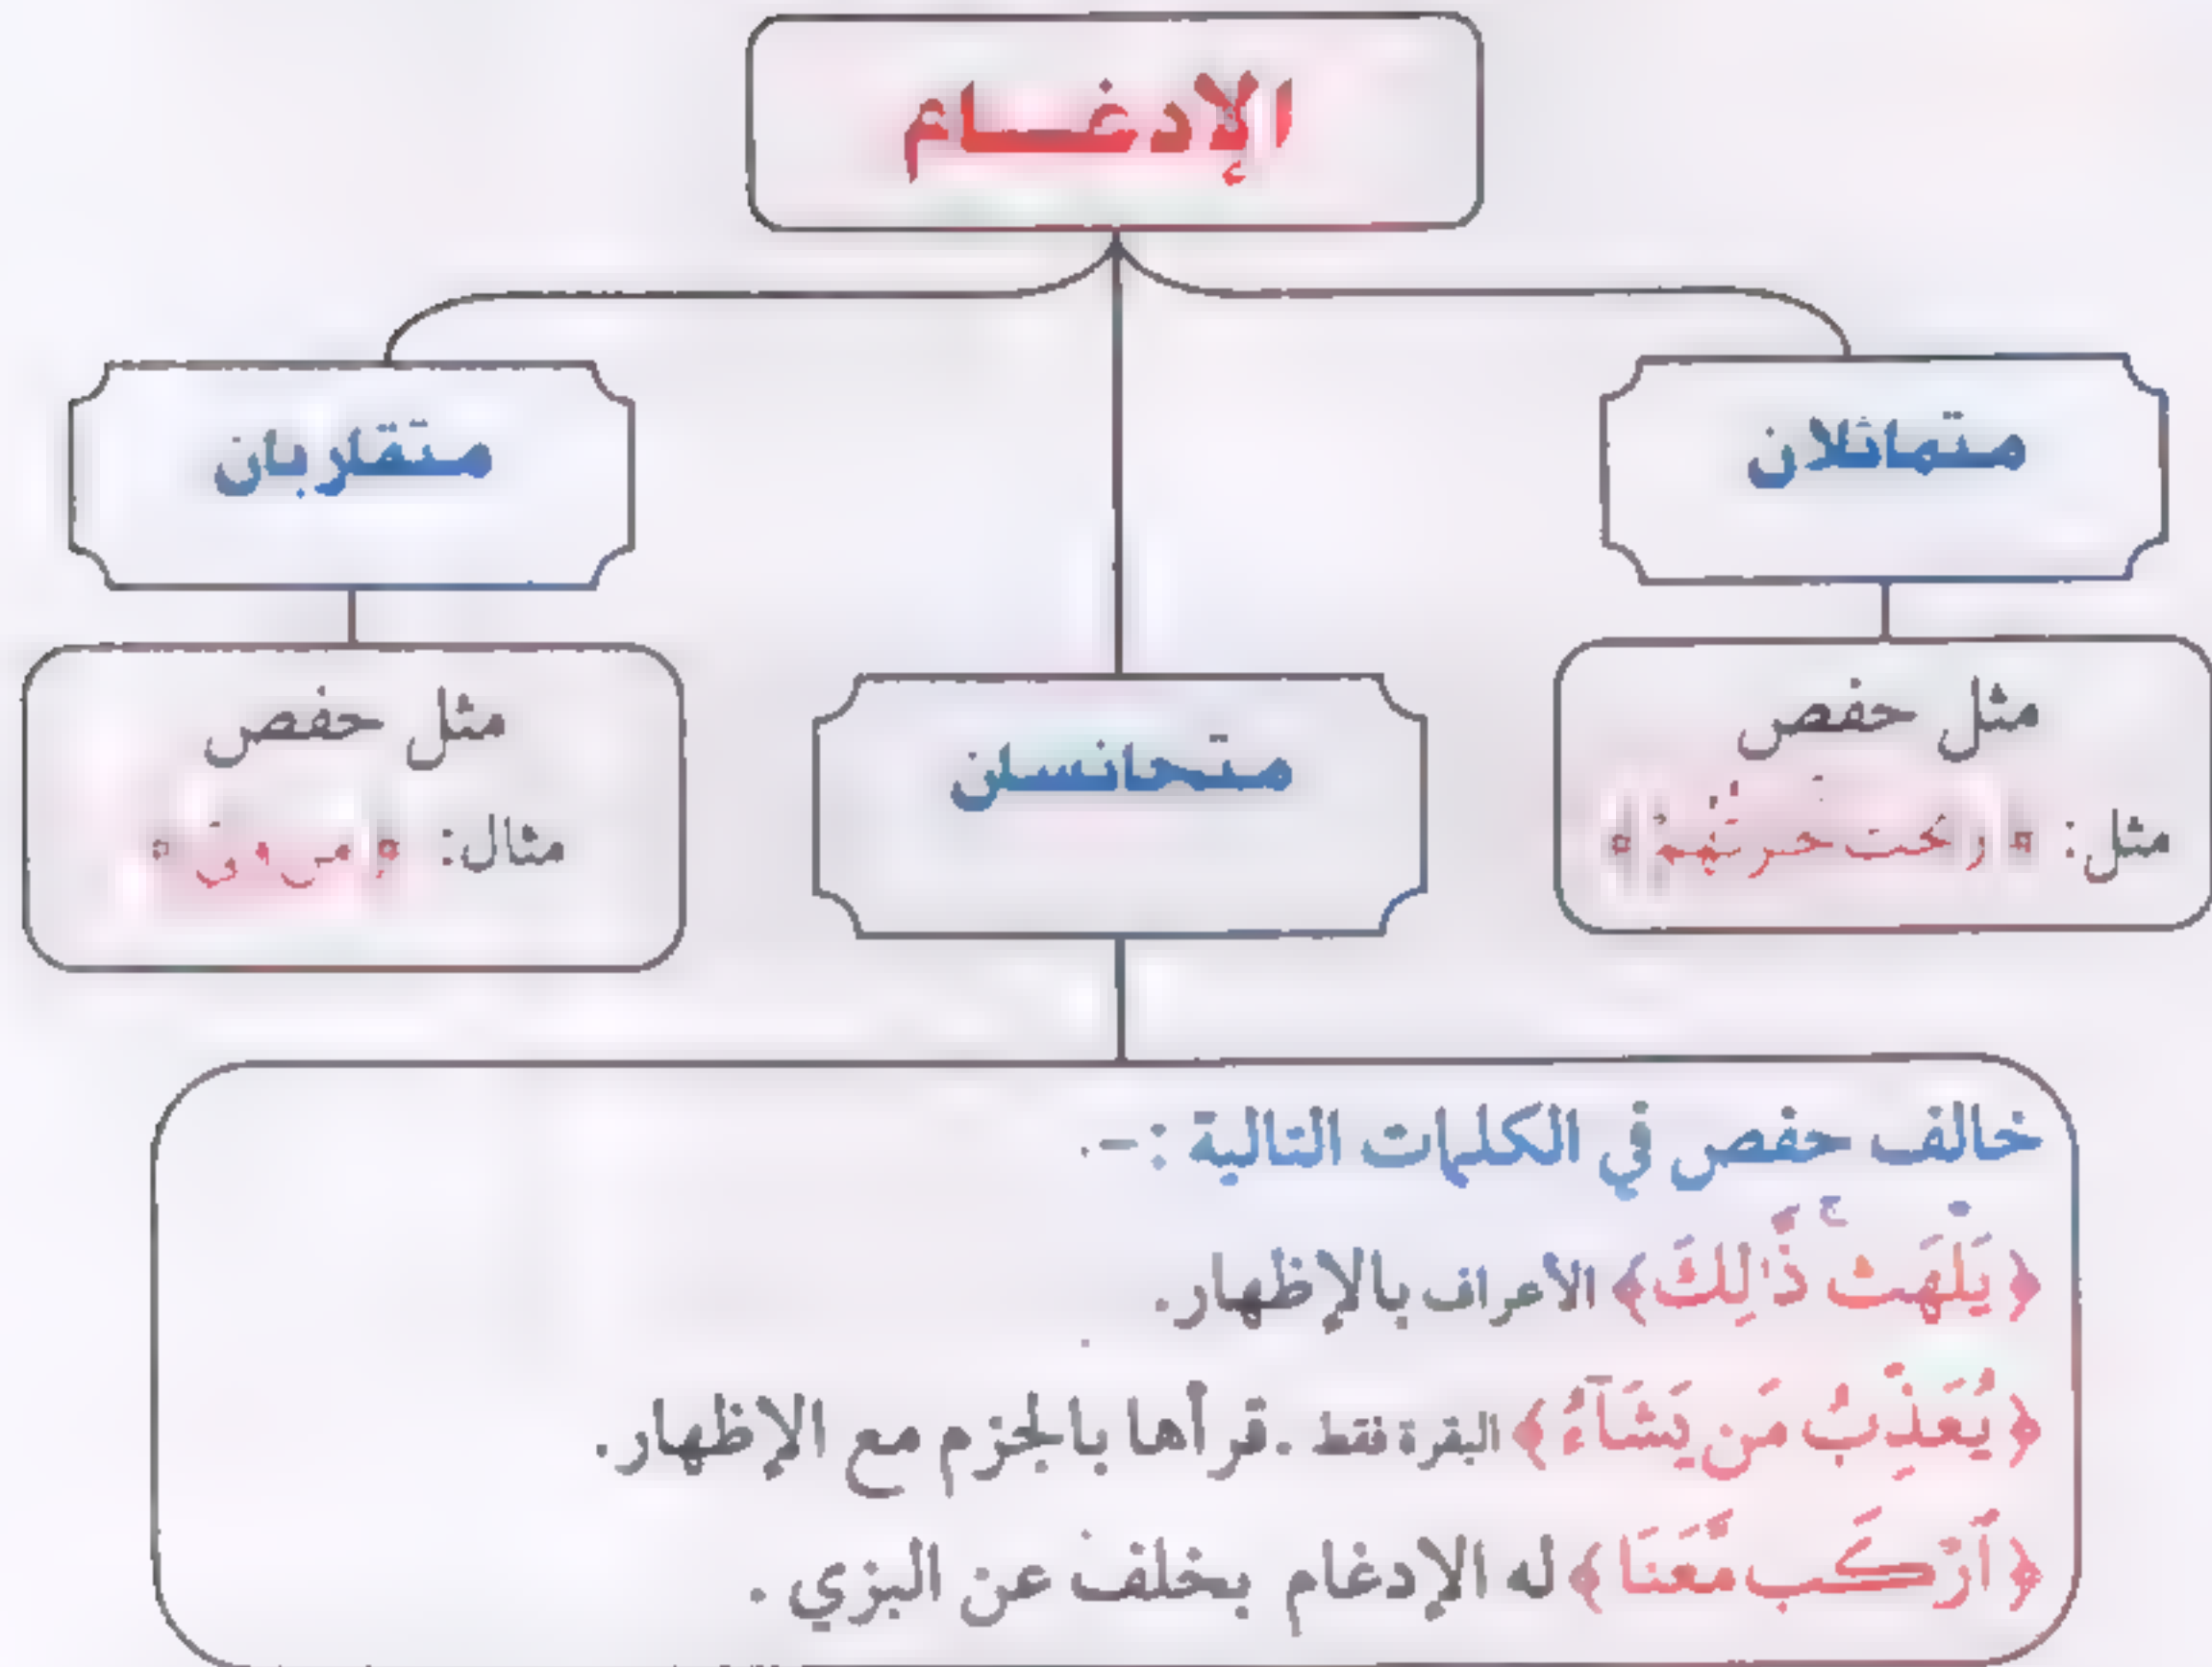 الإدغام
متماثلان
مثل حفص
مثل:
متجانسان
متقاربان
مثل حفص
مثال:
خالف حفص في الكلمات التالية :-
﴿يَلْهَث ذَّٰلِكَ﴾ الأعراف بالإظهار.
﴿يُعَذِّبُ مَن يَشَآءُ﴾ البقرة فقط . قرأها بالجزم مع الإظهار.
﴿ٱرْكَب مَّعَنَا﴾ له الإدغام بخلف عن البزي .